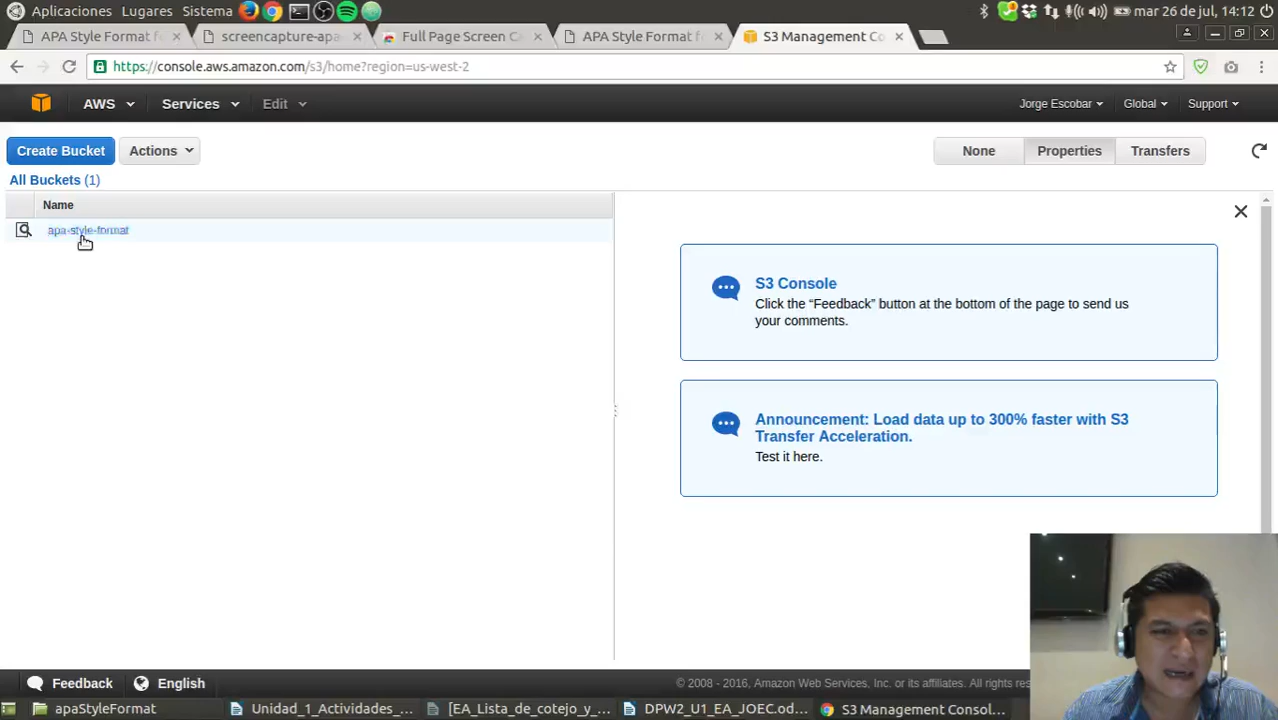 Aplicaciones Lugares Sistema mar 26 de jul, 14:12
APA Style Format f
screencapture-apa
Full Page Screen C
APA Style Format f
S3 Management Co
https://console.aws.amazon.com/s3/home?region=us-west-2
AWS Services Edit Jorge Escobar Global Support
Create Bucket Actions None Properties Transfers
All Buckets (1)
Name
apa-style-format
S3 Console
Click the “Feedback” button at the bottom of the page to send us
your comments.
Announcement: Load data up to 300% faster with S3
Transfer Acceleration.
Test it here.
Feedback English © 2008 - 2016, Amazon Web Services, Inc. or its affiliates. All rights res
apaStyleFormat Unidad_1_Actividades_... [EA_Lista_de_cotejo_y_... DPW2_U1_EA_JOEC.od... S3 Management Consol...